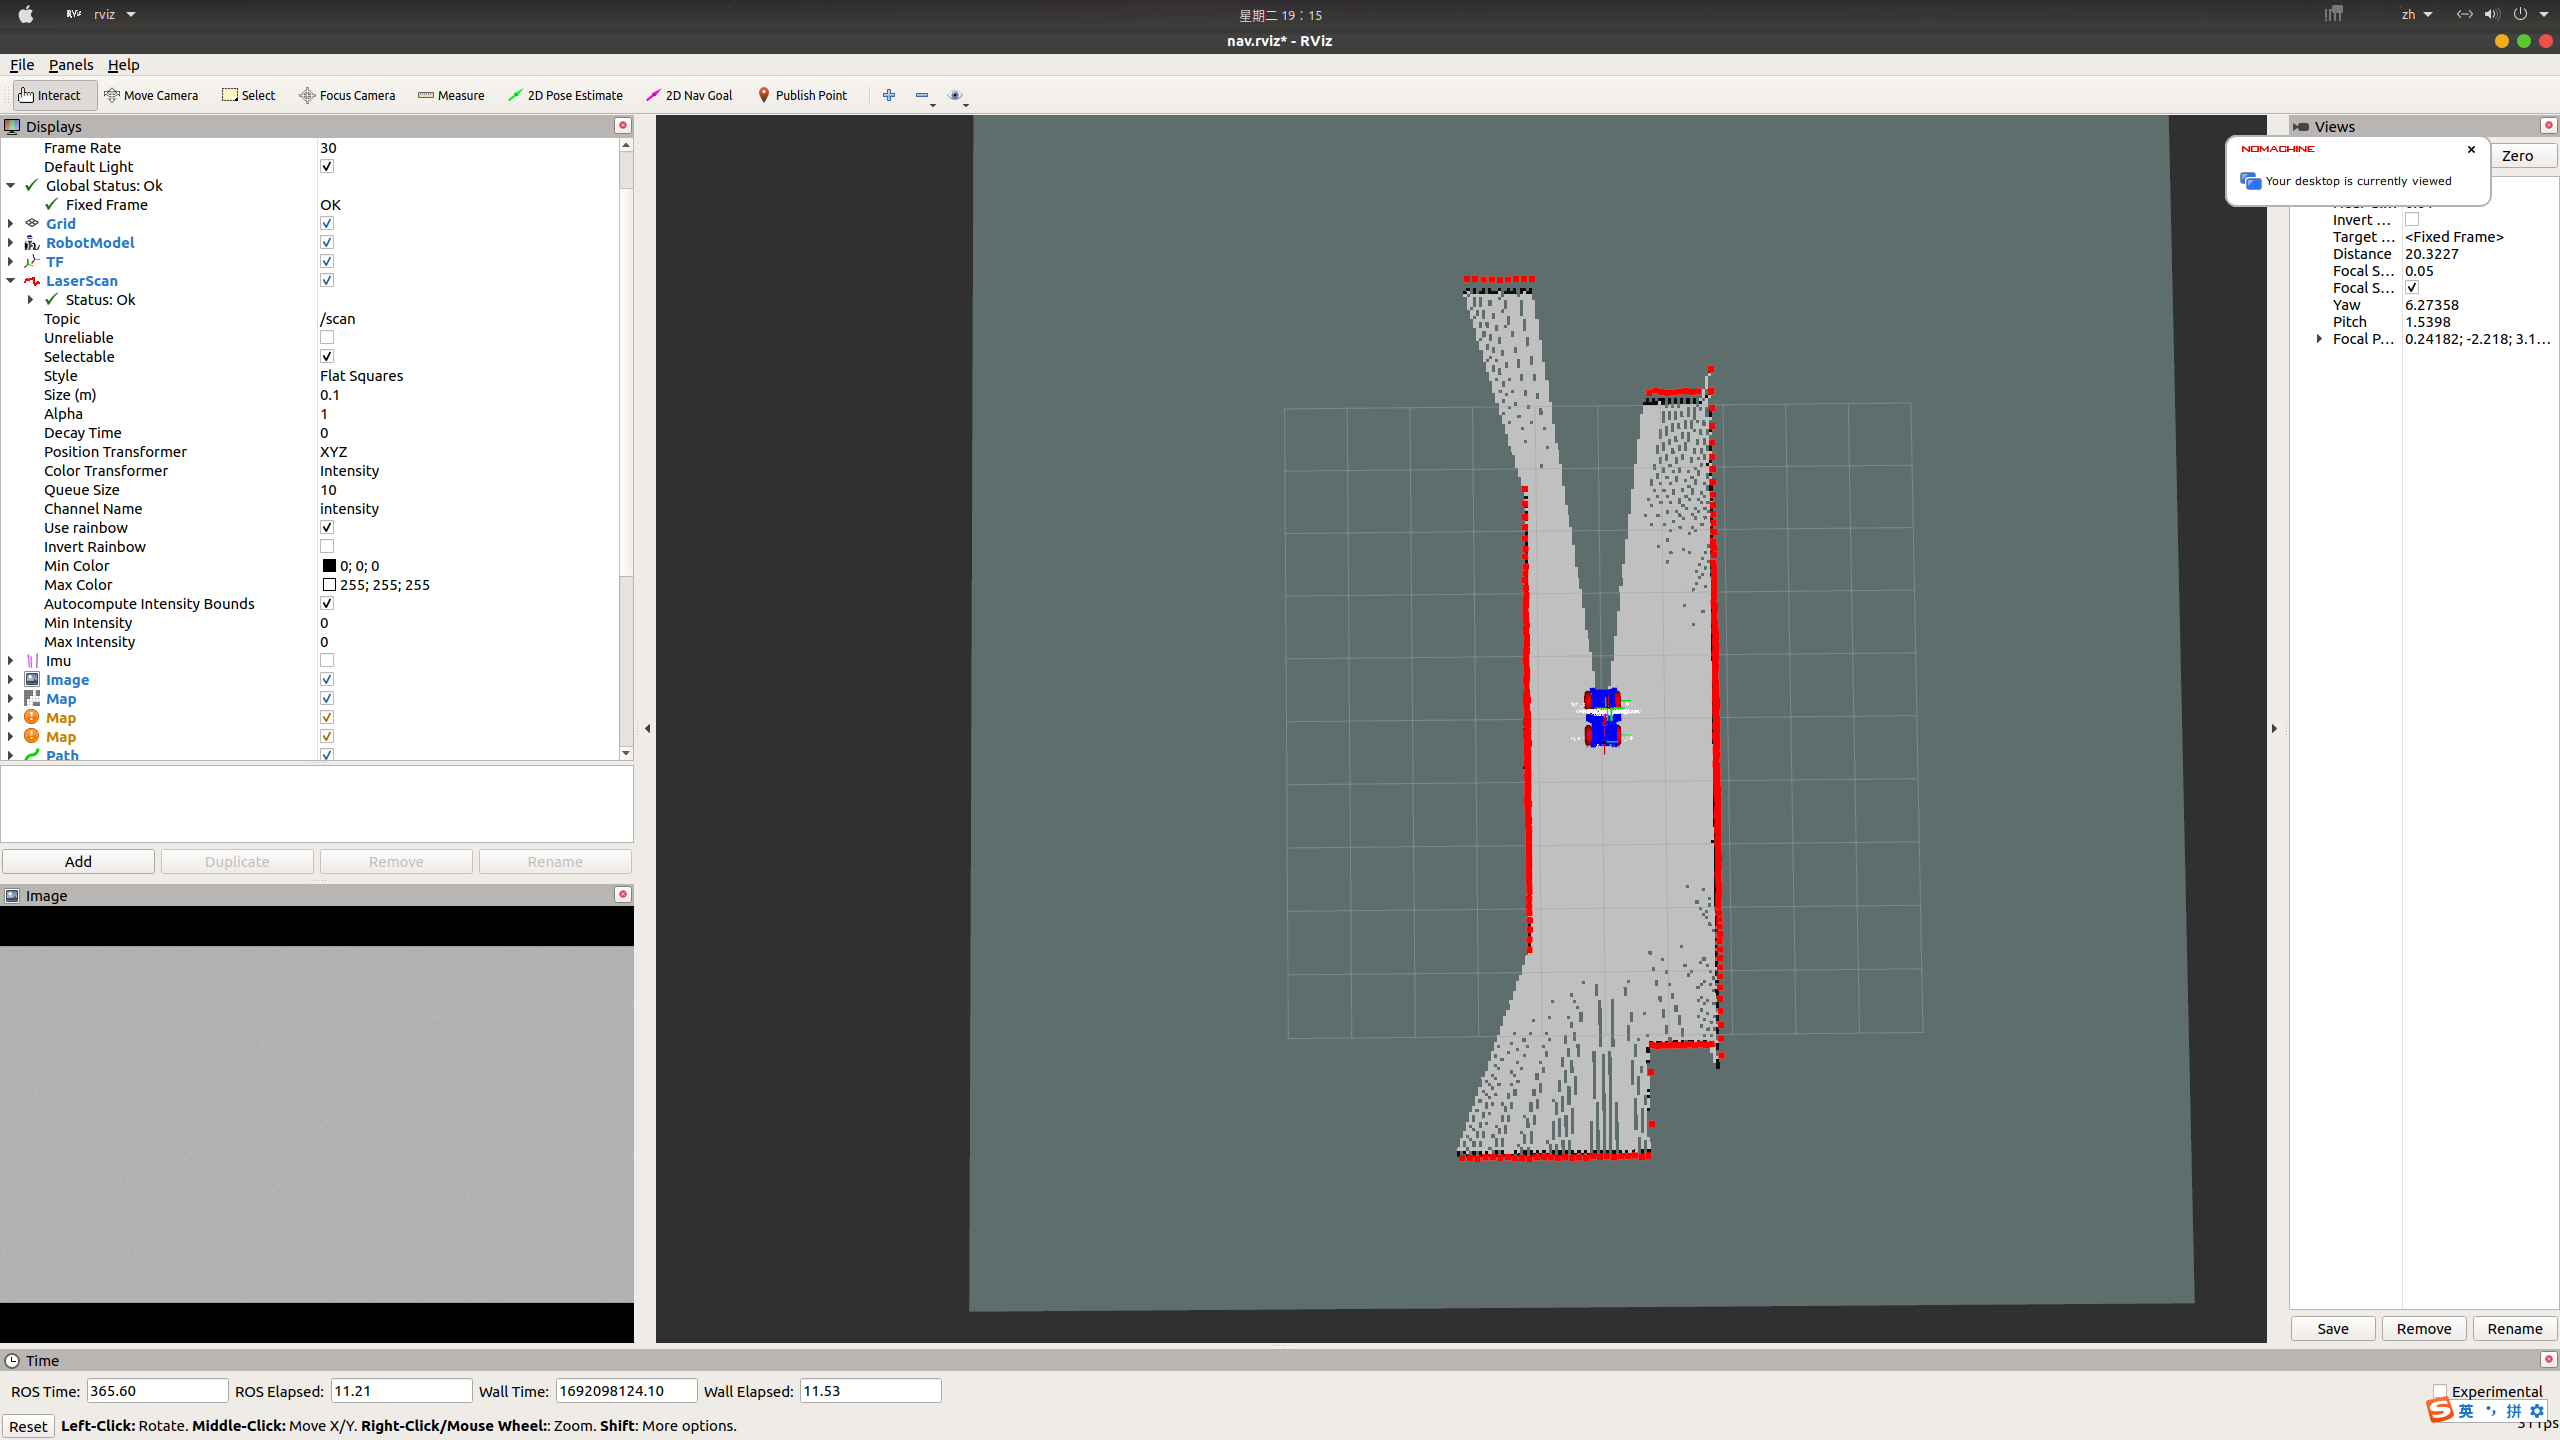 rviz
星期二 19：15
zh
nav.rviz* - RViz
File Panels Help
Interact Move Camera Select Focus Camera Measure 2D Pose Estimate 2D Nav Goal Publish Point
Displays
Frame Rate 30
Default Light
Global Status: Ok
Fixed Frame OK
Grid
RobotModel
TF
LaserScan
Status: Ok
Topic /scan
Unreliable
Selectable
Style Flat Squares
Size (m) 0.1
Alpha 1
Decay Time 0
Position Transformer XYZ
Color Transformer Intensity
Queue Size 10
Channel Name intensity
Use rainbow
Invert Rainbow
Min Color 0; 0; 0
Max Color 255; 255; 255
Autocompute Intensity Bounds
Min Intensity 0
Max Intensity 0
Imu
Image
Map
Map
Map
Path
Add Duplicate Remove Rename
Image
Views
Zero
NOMACHINE
Your desktop is currently viewed
Invert ...
Target ... <Fixed Frame>
Distance 20.3227
Focal S... 0.05
Focal S...
Yaw 6.27358
Pitch 1.5398
Focal P... 0.24182; -2.218; 3.1...
Save Remove Rename
Time
ROS Time: 365.60 ROS Elapsed: 11.21 Wall Time: 1692098124.10 Wall Elapsed: 11.53
Experimental
Reset Left-Click: Rotate. Middle-Click: Move X/Y. Right-Click/Mouse Wheel:: Zoom. Shift: More options.
英 拼